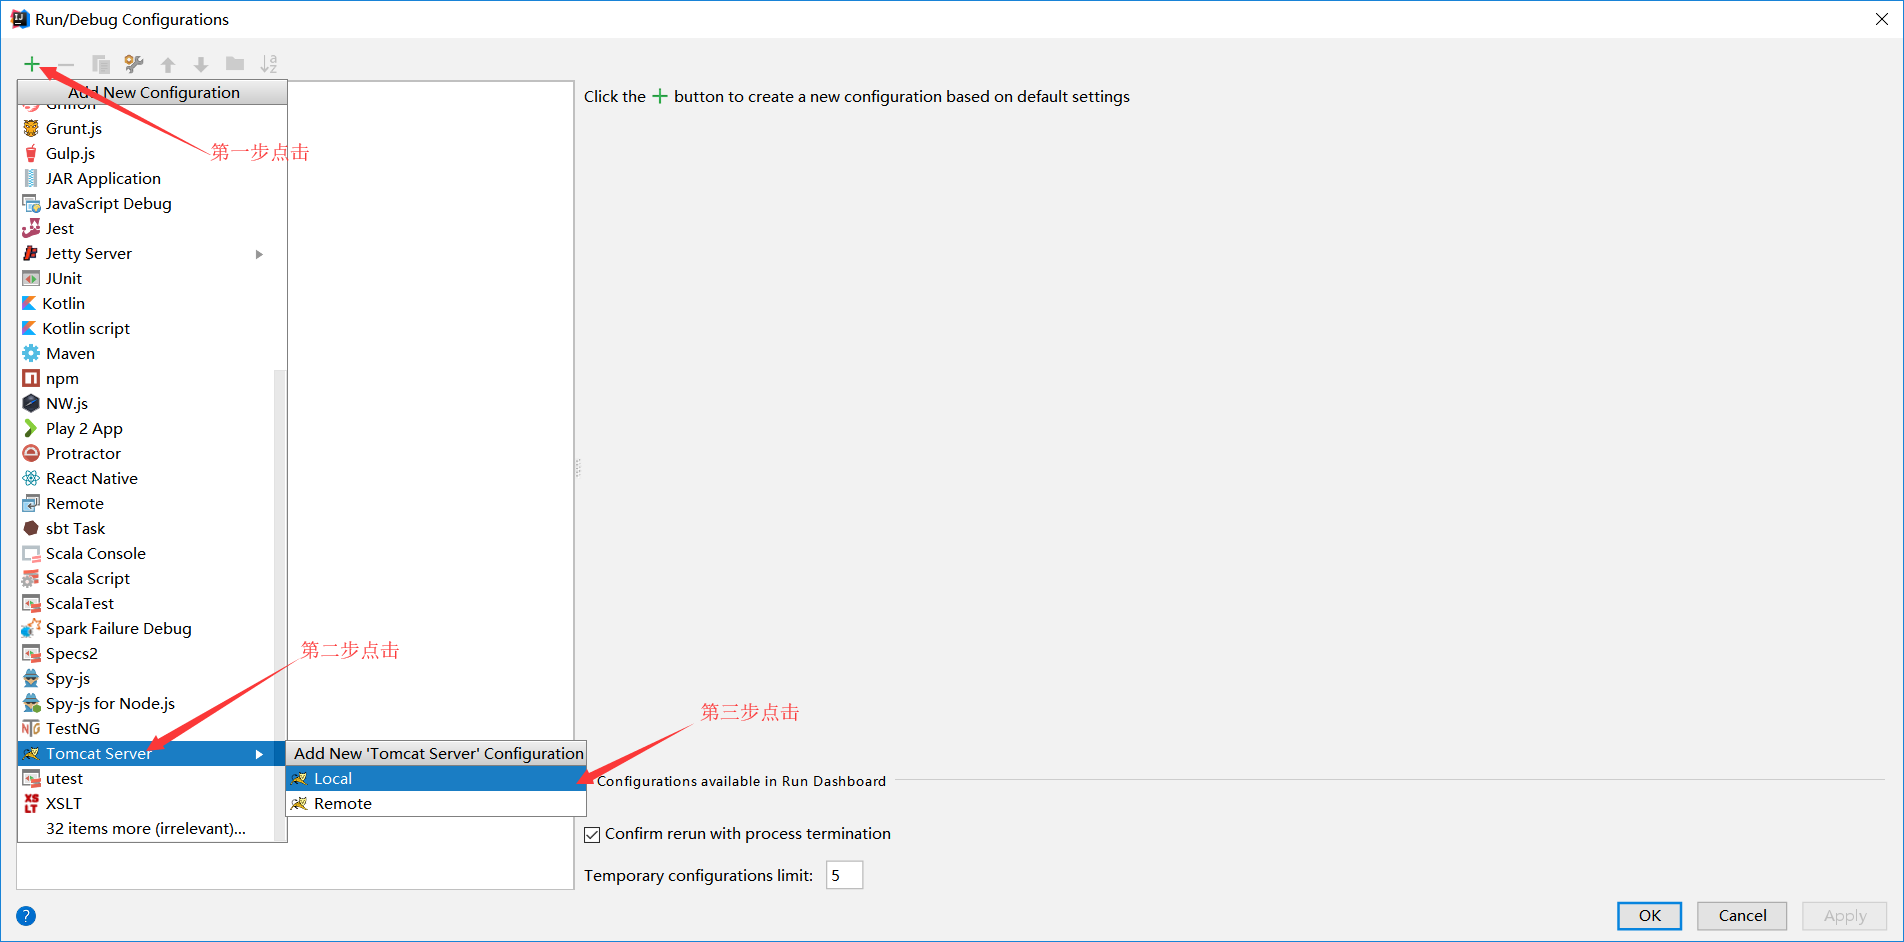 Run/Debug Configurations
Add New Configuration
Griffon
Grunt.js
Gulp.js
JAR Application
JavaScript Debug
Jest
Jetty Server
JUnit
Kotlin
Kotlin script
Maven
npm
NW.js
Play 2 App
Protractor
React Native
Remote
sbt Task
Scala Console
Scala Script
ScalaTest
Spark Failure Debug
Specs2
Spy-js
Spy-js for Node.js
TestNG
Tomcat Server
utest
XSLT
32 items more (irrelevant)...
第一步点击
第二步点击
Add New 'Tomcat Server' Configuration
Local
Remote
第三步点击
Click the + button to create a new configuration based on default settings
Configurations available in Run Dashboard
Confirm rerun with process termination
Temporary configurations limit: 5
? OK Cancel Apply